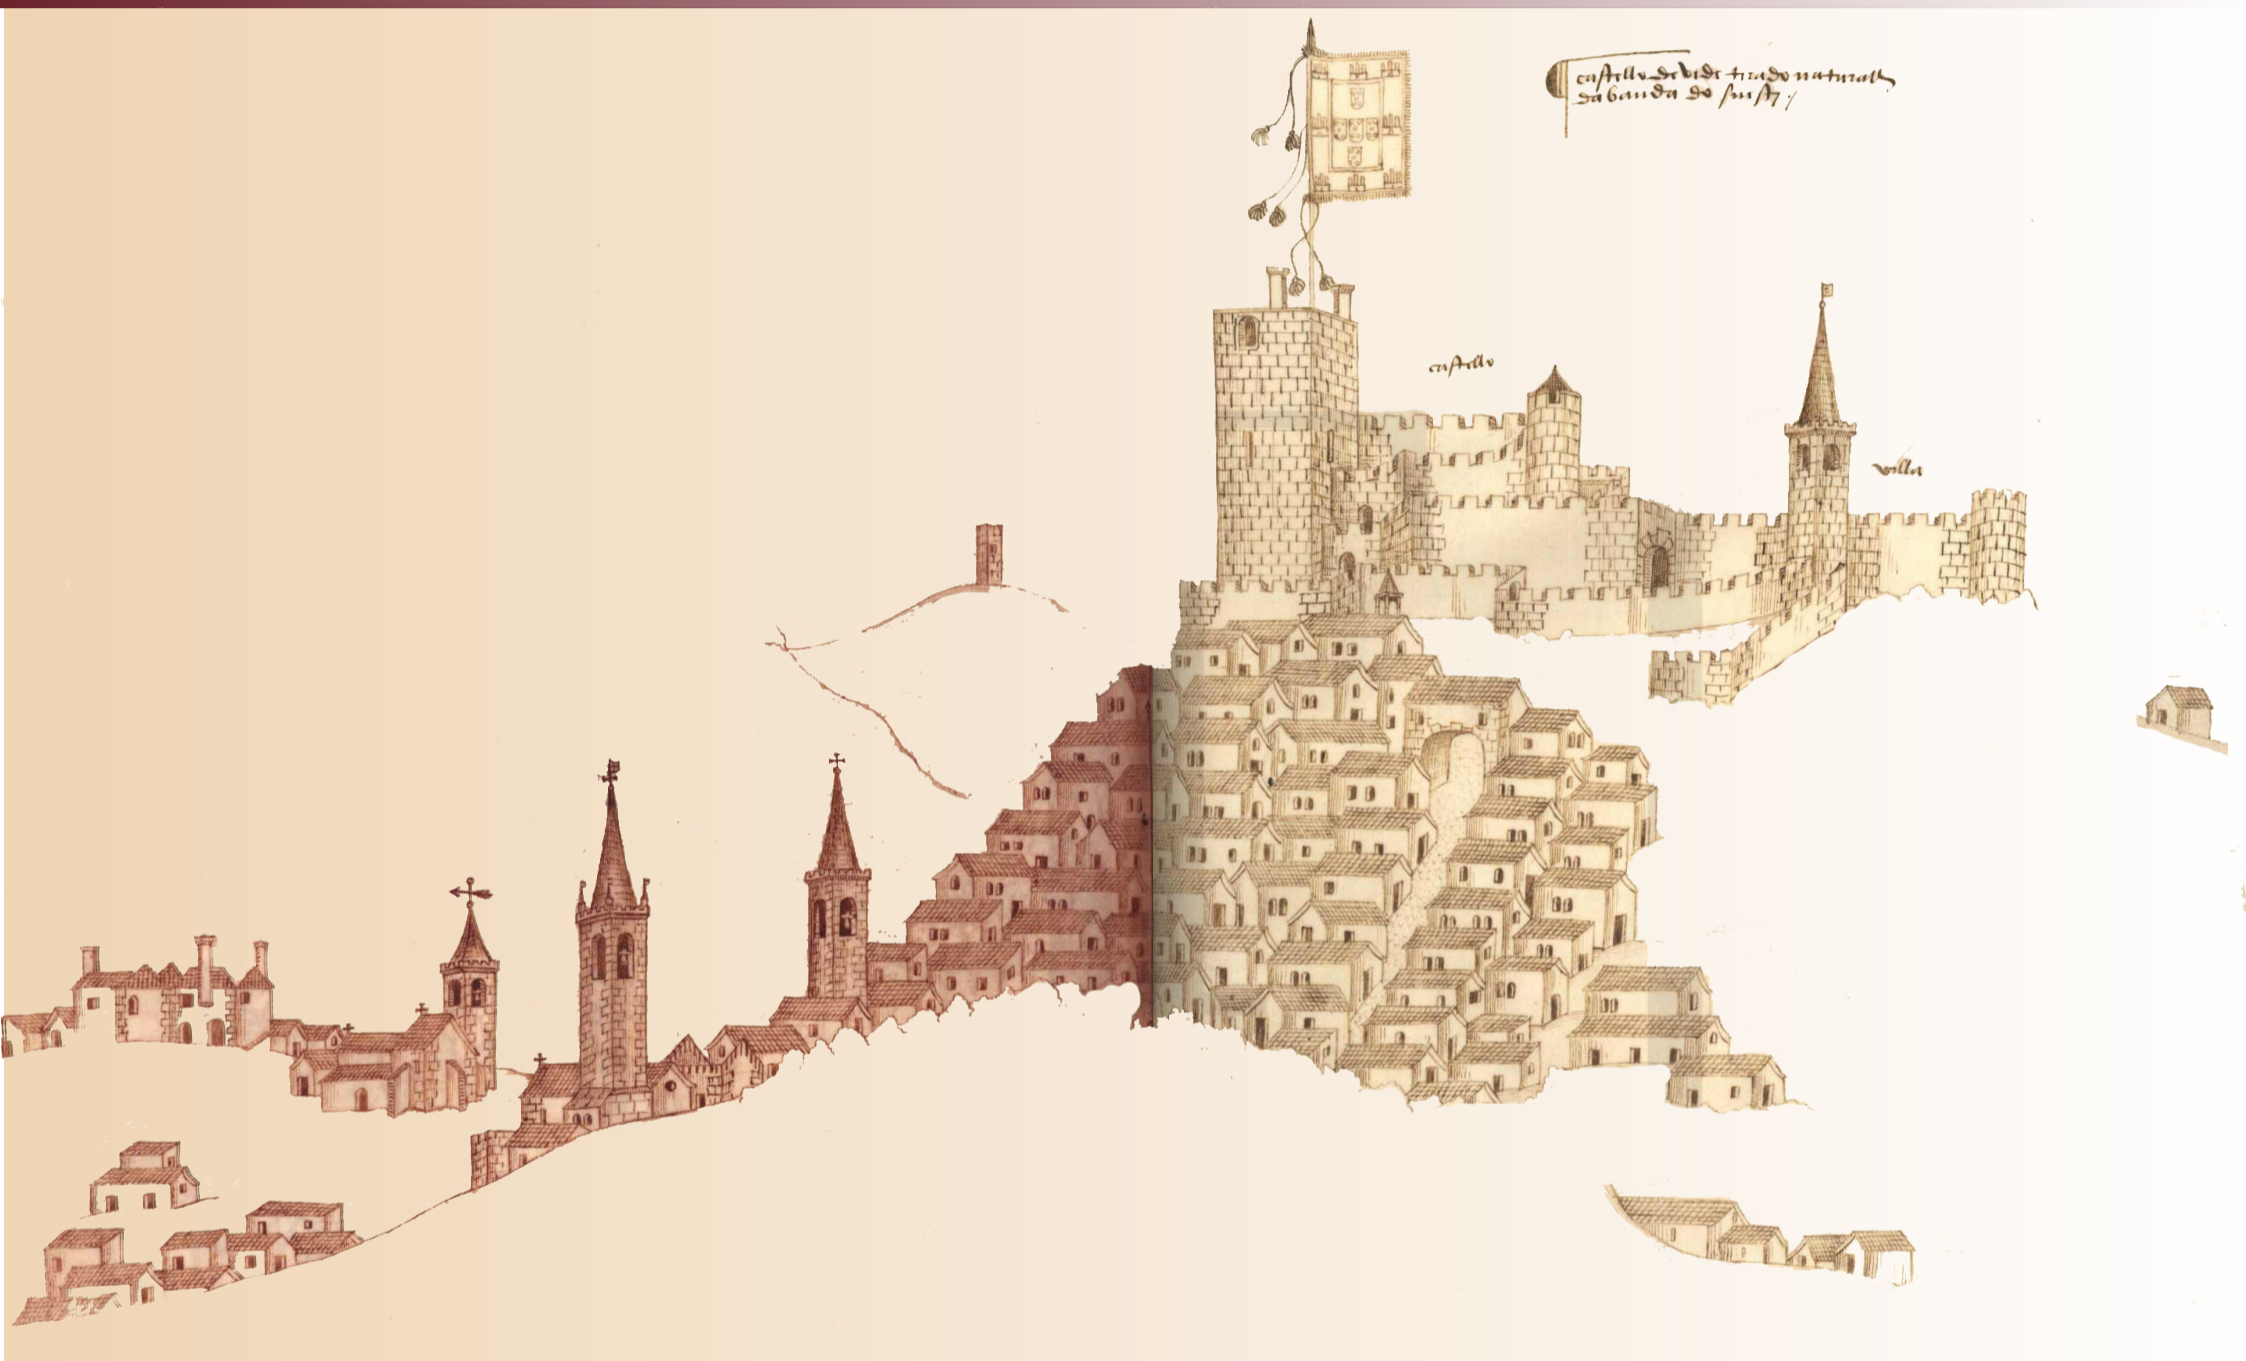 castello de vide tirado naturall
da banda do
castello
villa